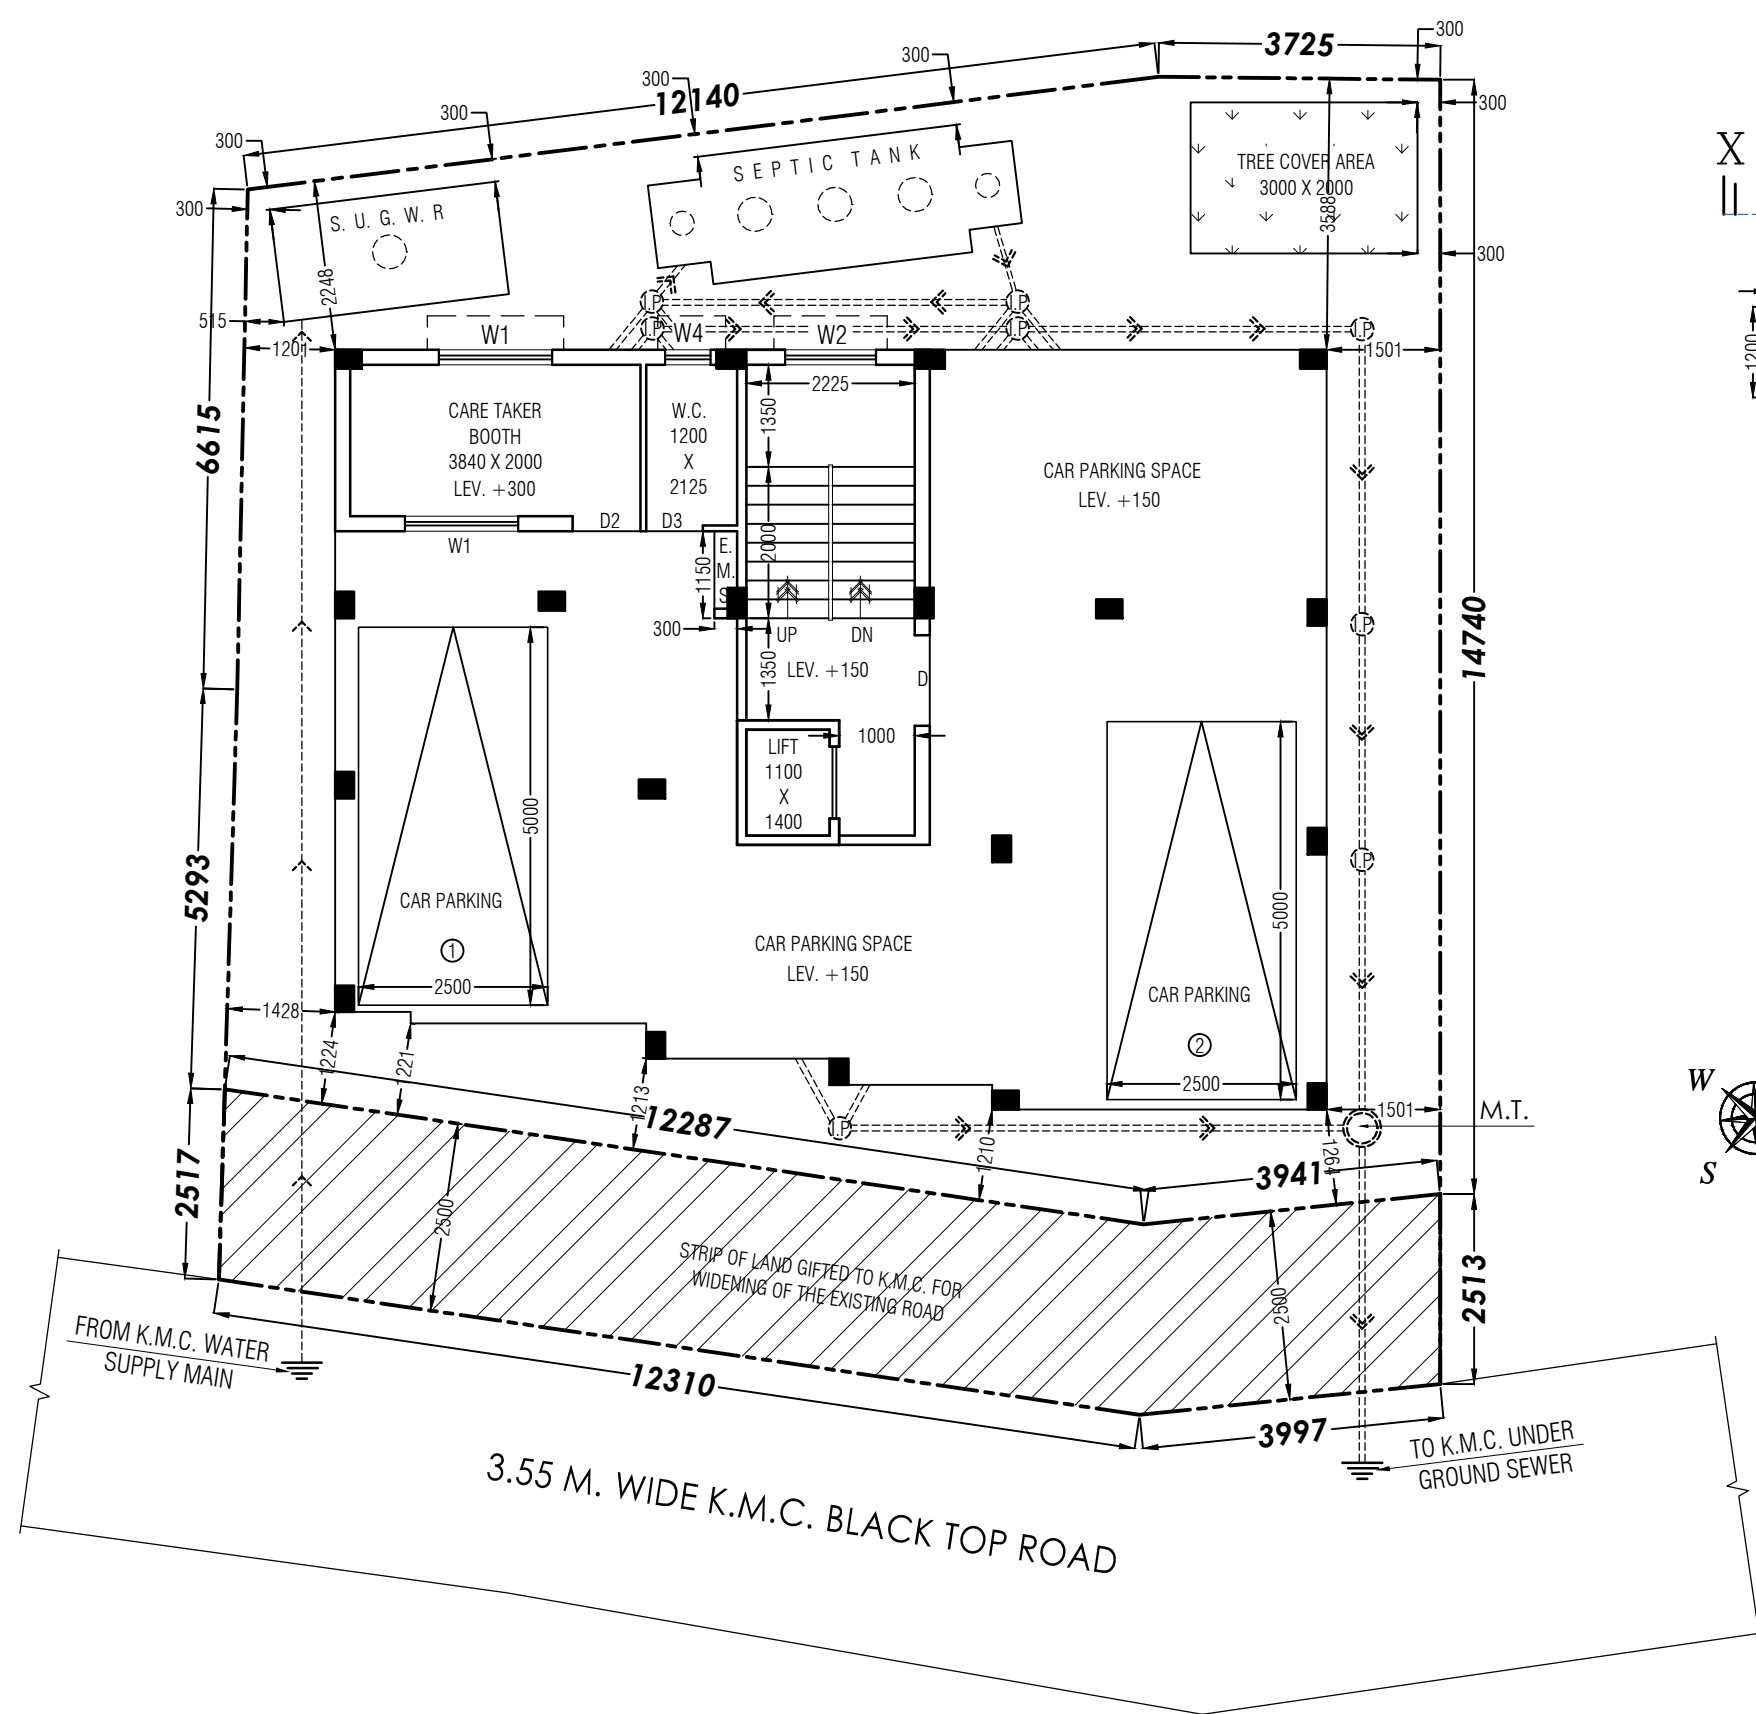 300
3725
300
300
12140
300
300
300
300
X
SEPTIC TANK
TREE COVER AREA
3000 X 2000
3588
300
S. U. G. W. R
2248
300
515
1201
I.P
I.P
I.P
I.P
I.P
W1
W4
W2
1501
1200
2225
1350
CARE TAKER
BOOTH
3840 X 2000
LEV. +300
W.C.
1200
X
2125
CAR PARKING SPACE
LEV. +150
6615
D2
D3
W1
2000
E.
M.
1150
300
UP
DN
LEV. +150
1350
D
I.P
14740
LIFT
1100
X
1400
1000
5000
5293
CAR PARKING
1
2500
CAR PARKING SPACE
LEV. +150
I.P
5000
CAR PARKING
2
2500
1428
1224
1221
1213
12287
I.P
1210
1264
1501
M.T.
W
S
3941
2517
2500
STRIP OF LAND GIFTED TO K.M.C. FOR
WIDENING OF THE EXISTING ROAD
2500
2513
FROM K.M.C. WATER
SUPPLY MAIN
12310
3997
TO K.M.C. UNDER
GROUND SEWER
3.55 M. WIDE K.M.C. BLACK TOP ROAD